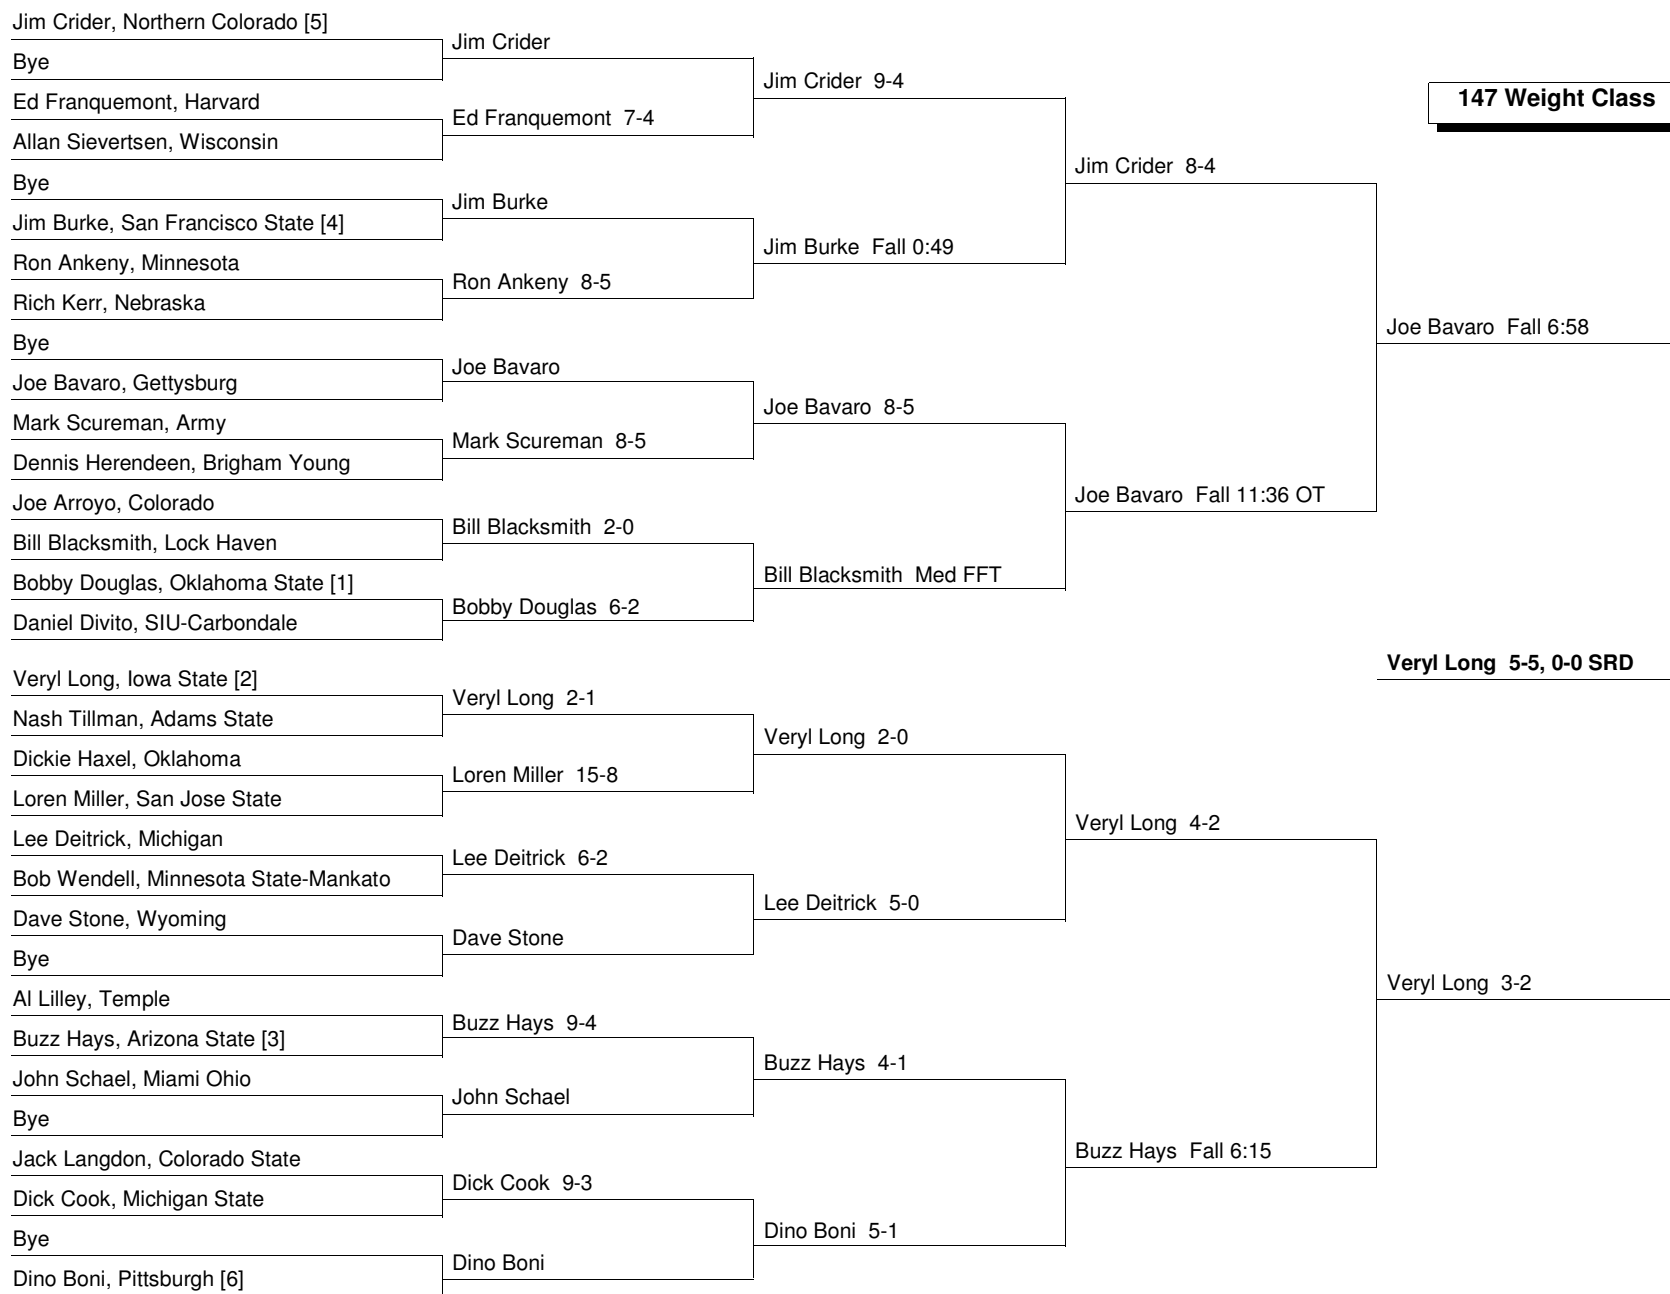 Jim Crider, Northern Colorado [5]
Bye
Ed Franquemont, Harvard
Allan Sievertsen, Wisconsin
Bye
Jim Burke, San Francisco State [4]
Ron Ankeny, Minnesota
Rich Kerr, Nebraska
Bye
Joe Bavaro, Gettysburg
Mark Scureman, Army
Dennis Herendeen, Brigham Young
Joe Arroyo, Colorado
Bill Blacksmith, Lock Haven
Bobby Douglas, Oklahoma State [1]
Daniel Divito, SIU-Carbondale
Veryl Long, Iowa State [2]
Nash Tillman, Adams State
Dickie Haxel, Oklahoma
Loren Miller, San Jose State
Lee Deitrick, Michigan
Bob Wendell, Minnesota State-Mankato
Dave Stone, Wyoming
Bye
Al Lilley, Temple
Buzz Hays, Arizona State [3]
John Schael, Miami Ohio
Bye
Jack Langdon, Colorado State
Dick Cook, Michigan State
Bye
Dino Boni, Pittsburgh [6]
Jim Crider
Ed Franquemont 7-4
Jim Burke
Ron Ankeny 8-5
Joe Bavaro
Mark Scureman 8-5
Bill Blacksmith 2-0
Bobby Douglas 6-2
Veryl Long 2-1
Loren Miller 15-8
Lee Deitrick 6-2
Dave Stone
Buzz Hays 9-4
John Schael
Dick Cook 9-3
Dino Boni
Jim Crider 9-4
Jim Burke Fall 0:49
Joe Bavaro 8-5
Bill Blacksmith Med FFT
Veryl Long 2-0
Lee Deitrick 5-0
Buzz Hays 4-1
Dino Boni 5-1
Jim Crider 8-4
Joe Bavaro Fall 11:36 OT
Veryl Long 4-2
Buzz Hays Fall 6:15
147 Weight Class
Joe Bavaro Fall 6:58
Veryl Long 5-5, 0-0 SRD
Veryl Long 3-2